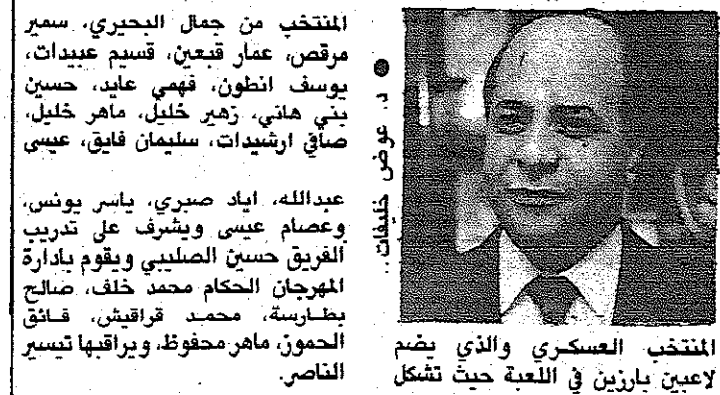 ● د. عوض خليفات..
المنتخب العسكري والذي يضم
لاعبين بارزين في اللعبة حيث تشكل
المنتخب من جمال البحيري، سمير
مرقص، عمار قبعين، قسيم عبيدات،
يوسف انطون، فهمي عايد، حسين
بني هاني، زهير خليل، ماهر خليل،
صافي ارشيدات، سليمان فايق، عيسى
عبدالله، اياد صبري، ياسر يونس،
وعصام عيسى ويشرف على تدريب
الفريق حسين الصليبي ويقوم بادارة
المهرجان الحكام محمد خلف، صالح
بطارسة، محمد قراقيش، فائق
الحمون، ماهر محفوظ، ويراقبها تيسير
الناصر.